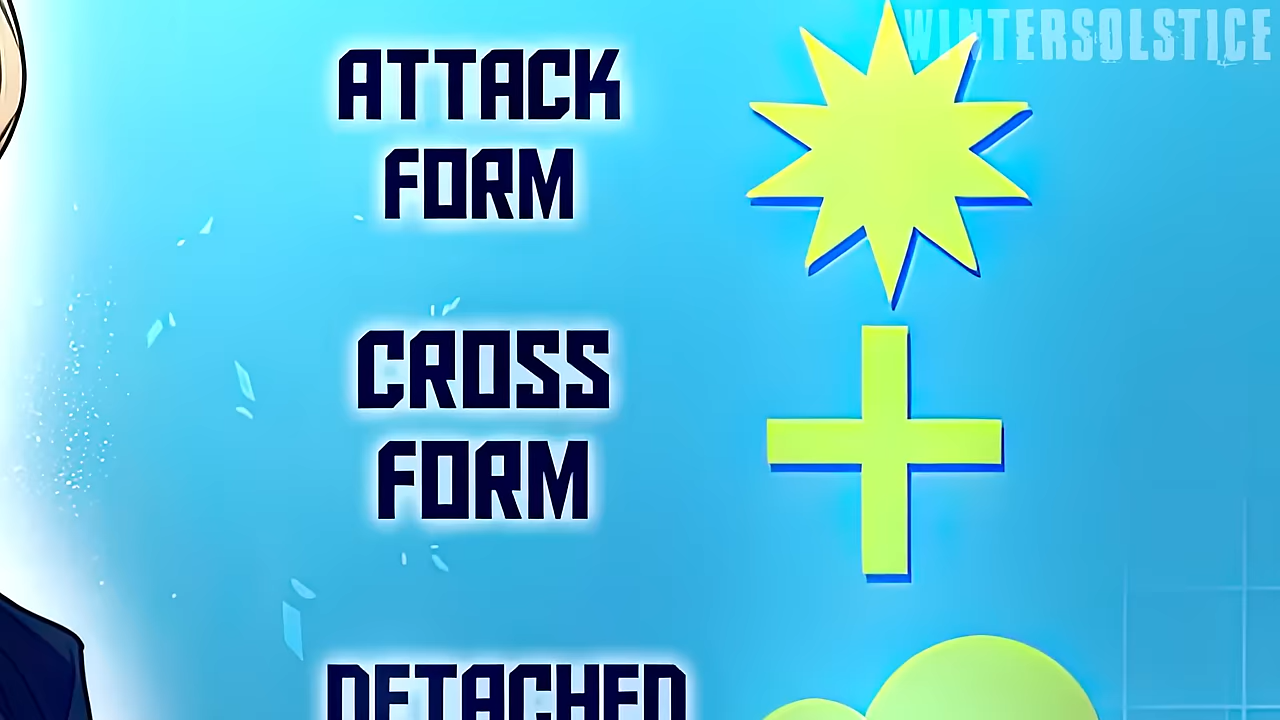 WINTERSOLSTICE
ATTACK
FORM
CROSS
FORM
DETACHED